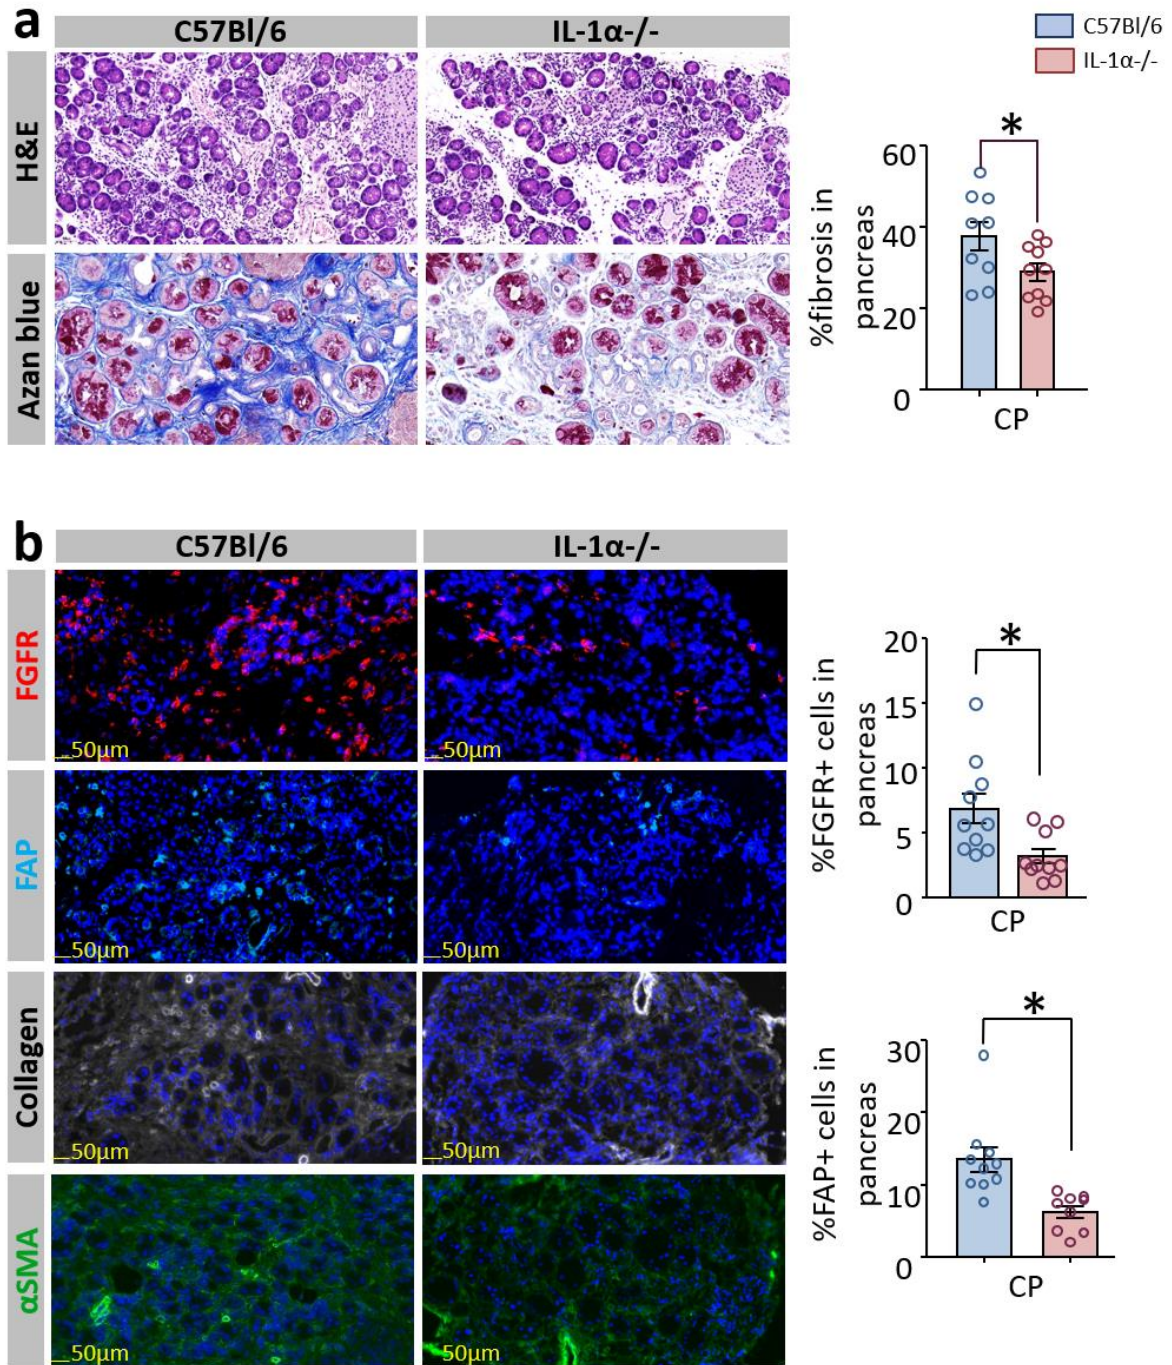 a
C57Bl/6
IL-1α-/-
C57Bl/6
IL-1α-/-
H&E
Azan blue
%fibrosis in
pancreas
*
60
40
20
0
CP
b
C57Bl/6
IL-1α-/-
FGFR
50µm
50µm
FAP
50µm
50µm
Collagen
50µm
50µm
αSMA
50µm
50µm
%FGFR+ cells in
pancreas
*
20
15
10
5
0
CP
%FAP+ cells in
pancreas
*
30
20
10
0
CP